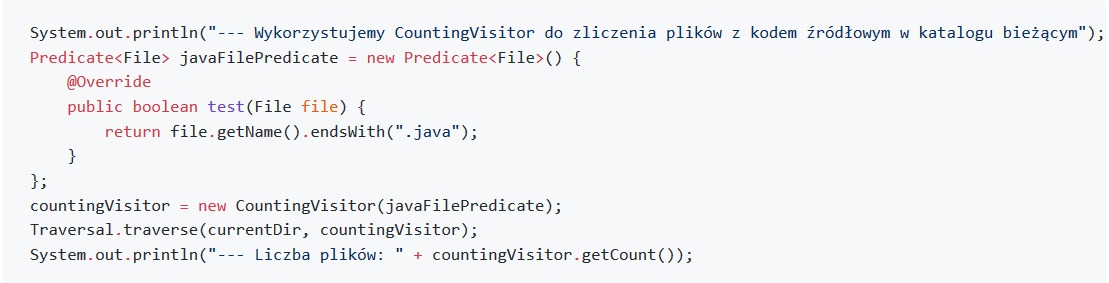 System.out.println("--- Wykorzystujemy CountingVisitor do zliczenia plików z kodem źródłowym w katalogu bieżącym");
Predicate<File> javaFilePredicate = new Predicate<File>() {
    @Override
    public boolean test(File file) {
        return file.getName().endsWith(".java");
    }
};
countingVisitor = new CountingVisitor(javaFilePredicate);
Traversal.traverse(currentDir, countingVisitor);
System.out.println("--- Liczba plików: " + countingVisitor.getCount());